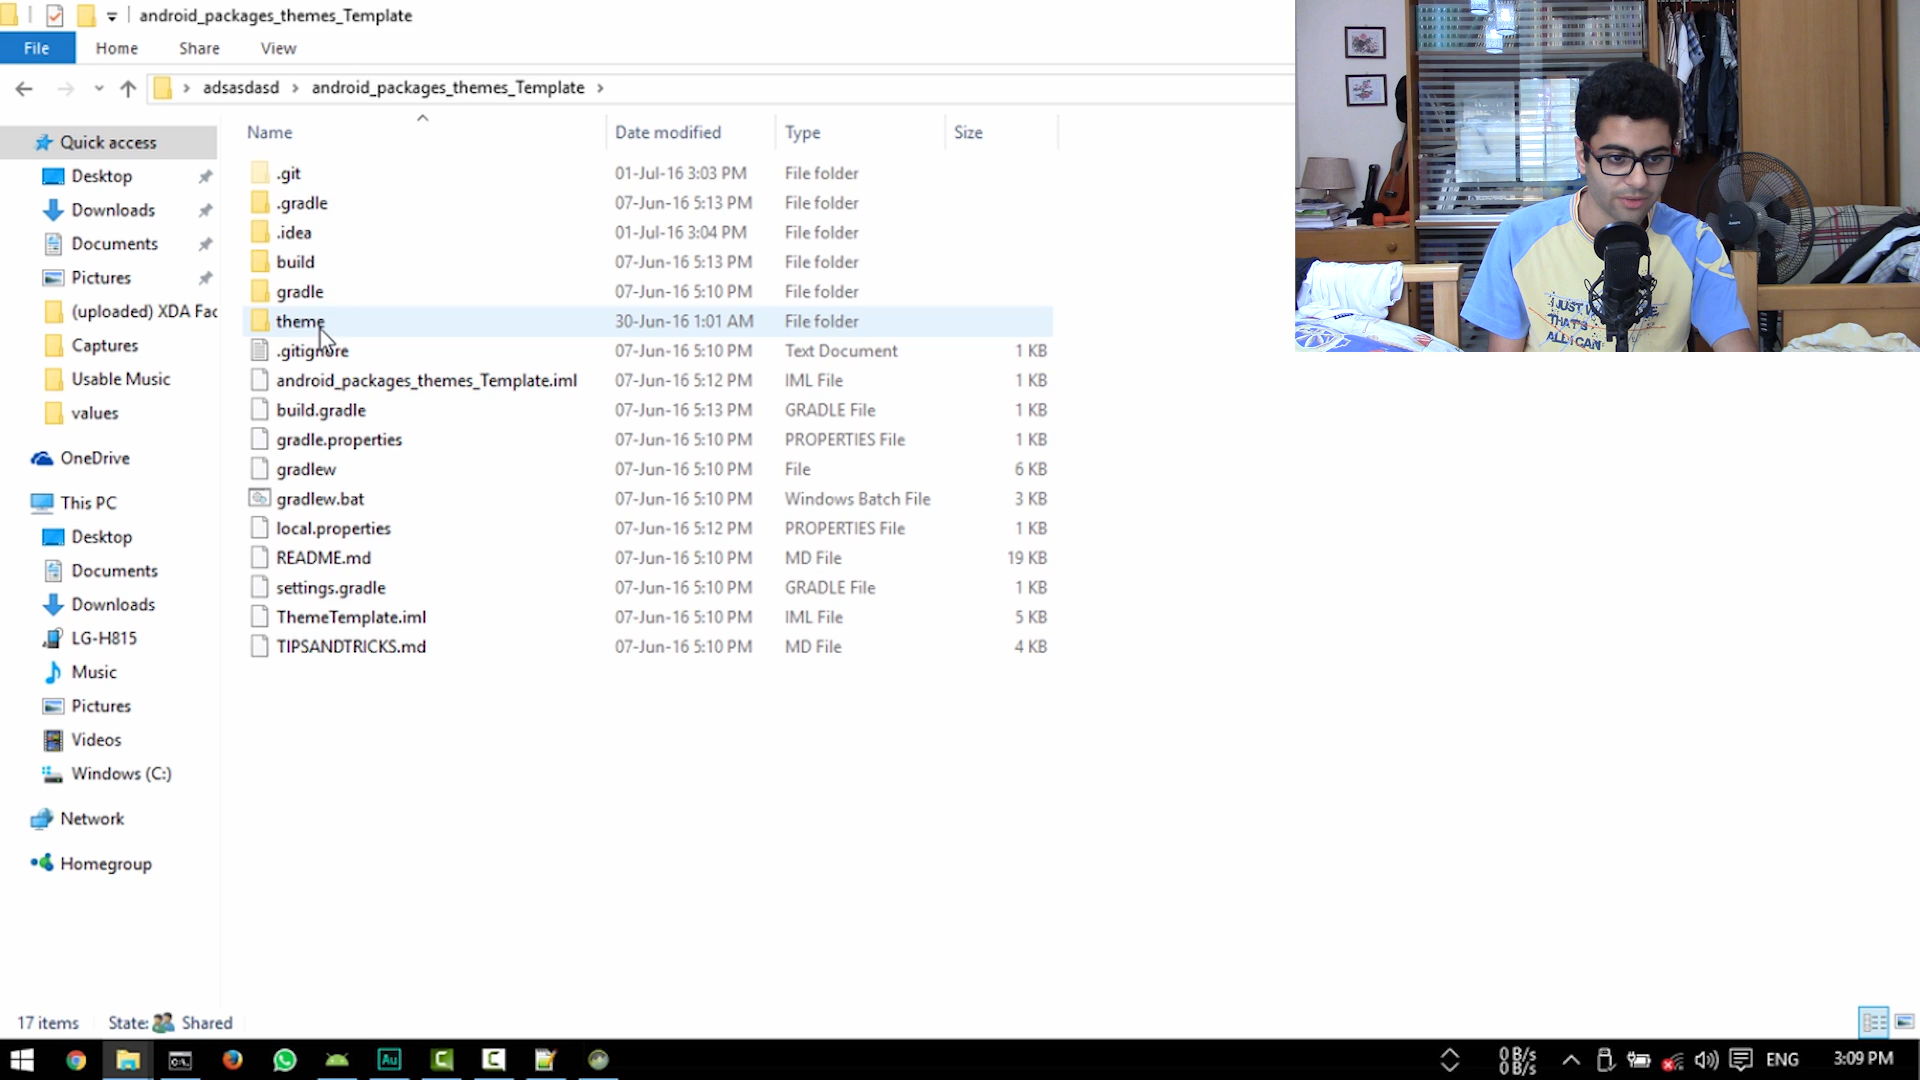 android_packages_themes_Template
File Home Share View
adsasdasd > android_packages_themes_Template >
Name Date modified Type Size
Quick access
Desktop
Downloads
Documents
Pictures
(uploaded) XDA Fac
Captures
Usable Music
values
OneDrive
This PC
Desktop
Documents
Downloads
LG-H815
Music
Pictures
Videos
Windows (C:)
Network
Homegroup
.git 01-Jul-16 3:03 PM File folder
.gradle 07-Jun-16 5:13 PM File folder
.idea 01-Jul-16 3:04 PM File folder
build 07-Jun-16 5:13 PM File folder
gradle 07-Jun-16 5:10 PM File folder
theme 30-Jun-16 1:01 AM File folder
.gitignore 07-Jun-16 5:10 PM Text Document 1 KB
android_packages_themes_Template.iml 07-Jun-16 5:12 PM IML File 1 KB
build.gradle 07-Jun-16 5:13 PM GRADLE File 1 KB
gradle.properties 07-Jun-16 5:10 PM PROPERTIES File 1 KB
gradlew 07-Jun-16 5:10 PM File 6 KB
gradlew.bat 07-Jun-16 5:10 PM Windows Batch File 3 KB
local.properties 07-Jun-16 5:12 PM PROPERTIES File 1 KB
README.md 07-Jun-16 5:10 PM MD File 19 KB
settings.gradle 07-Jun-16 5:10 PM GRADLE File 1 KB
ThemeTemplate.iml 07-Jun-16 5:10 PM IML File 5 KB
TIPSANDTRICKS.md 07-Jun-16 5:10 PM MD File 4 KB
I JUST
THAT'S
ALL I CAN
17 items State: Shared
Au
0 B/s
0 B/s
ENG 3:09 PM